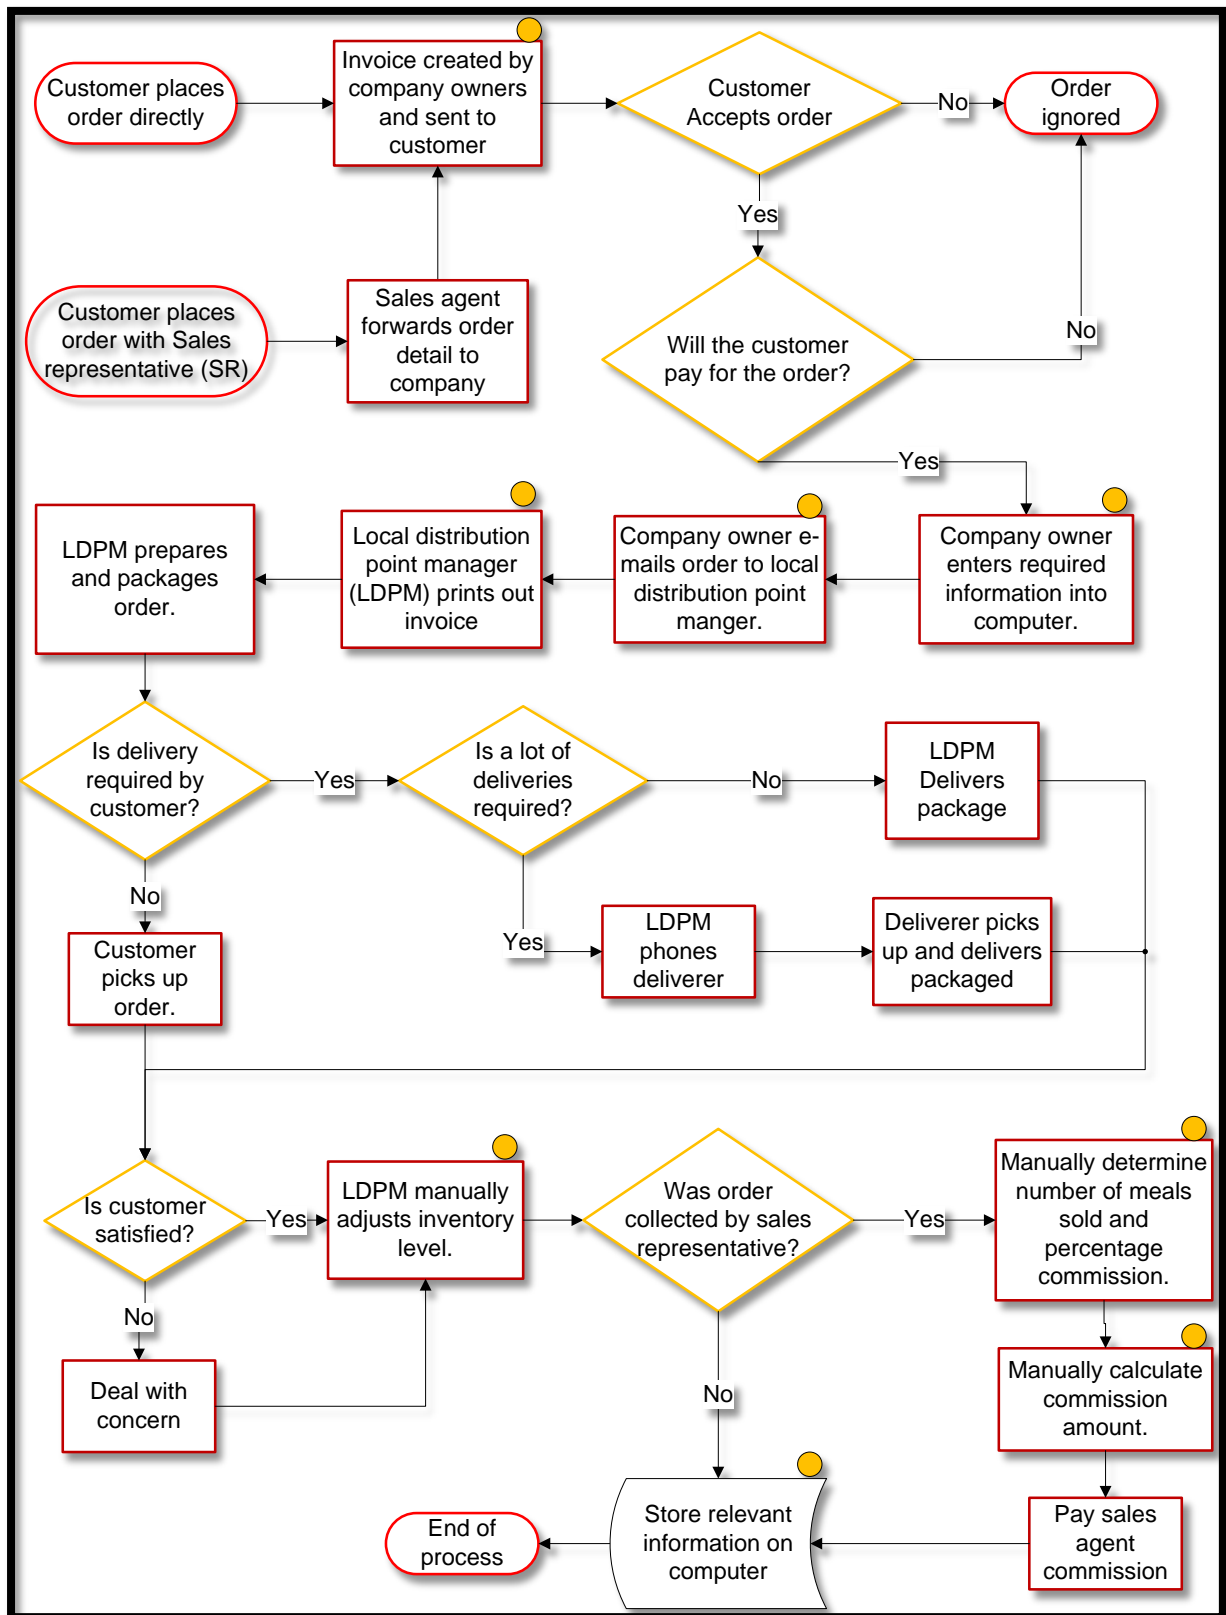 Customer places
order directly
Invoice created by
company owners
and sent to
customer
Customer
Accepts order
No
Order
ignored
Yes
Customer places
order with Sales
representative (SR)
Sales agent
forwards order
detail to
company
Will the customer
pay for the order?
No
Yes
LDPM prepares
and packages
order.
Local distribution
point manager
(LDPM) prints out
invoice
Company owner e-
mails order to local
distribution point
manger.
Company owner
enters required
information into
computer.
Is delivery
required by
customer?
Yes
Is a lot of
deliveries
required?
No
LDPM
Delivers
package
No
Yes
LDPM
phones
deliverer
Deliverer picks
up and delivers
packaged
Customer
picks up
order.
Is customer
satisfied?
Yes
LDPM manually
adjusts inventory
level.
Was order
collected by sales
representative?
Yes
Manually determine
number of meals
sold and
percentage
commission.
No
Deal with
concern
No
Manually calculate
commission
amount.
End of
process
Store relevant
information on
computer
Pay sales
agent
commission